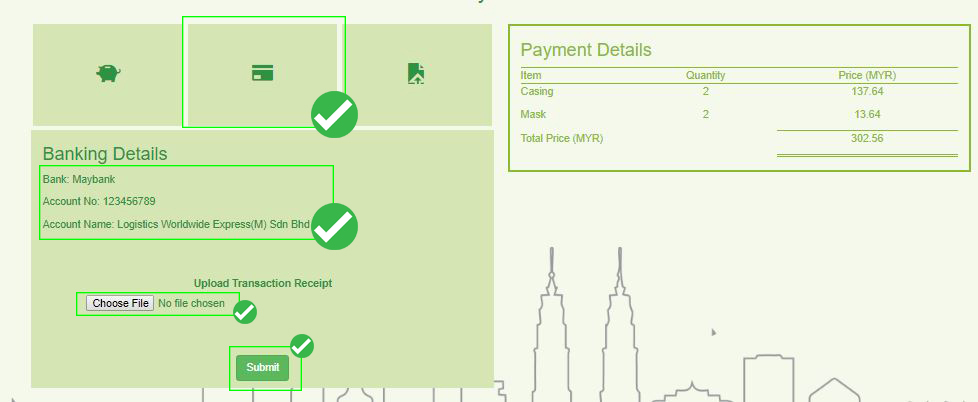 Banking Details
Bank: Maybank
Account No: 123456789
Account Name: Logistics Worldwide Express(M) Sdn Bhd
Upload Transaction Receipt
Choose File No file chosen
Submit
Payment Details
Item Quantity Price (MYR)
Casing 2 137.64
Mask 2 13.64
Total Price (MYR) 302.56